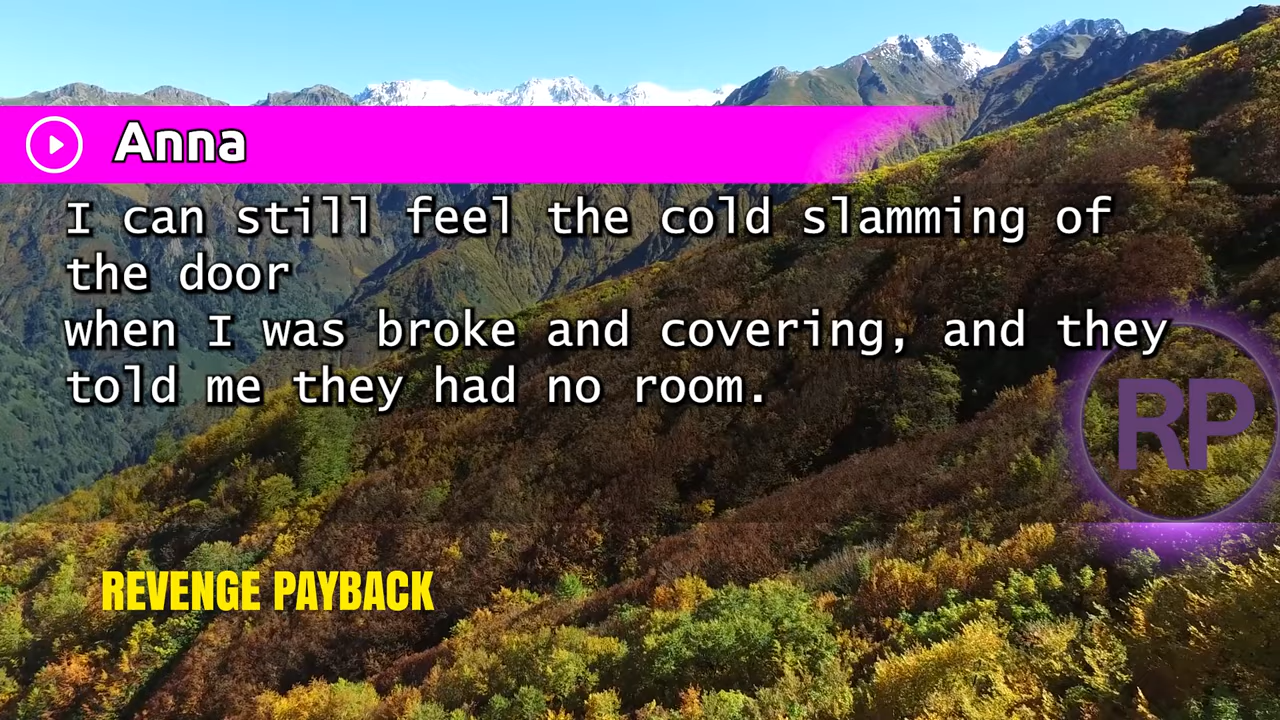 Anna
I can still feel the cold slamming of
the door
when I was broke and covering, and they
told me they had no room.
RP
REVENGE PAYBACK